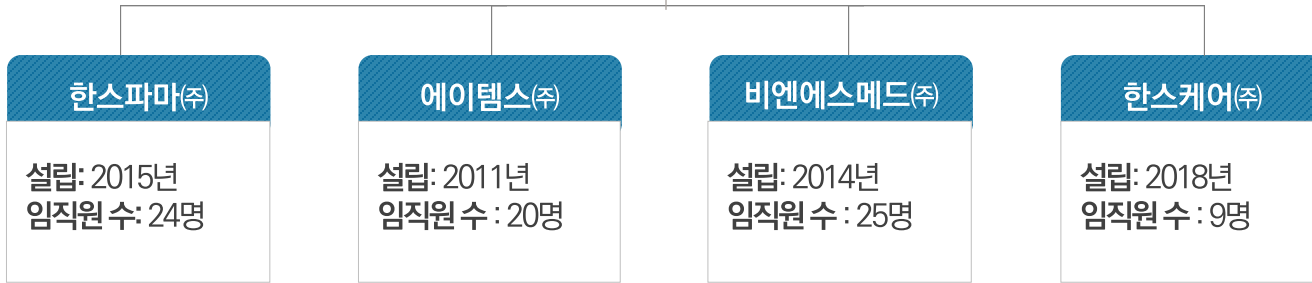 한스파마(주)
설립: 2015년
임직원 수: 24명
에이템스(주)
설립: 2011년
임직원 수 : 20명
비엔에스메드(주)
설립: 2014년
임직원 수 : 25명
한스케어(주)
설립: 2018년
임직원 수 : 9명